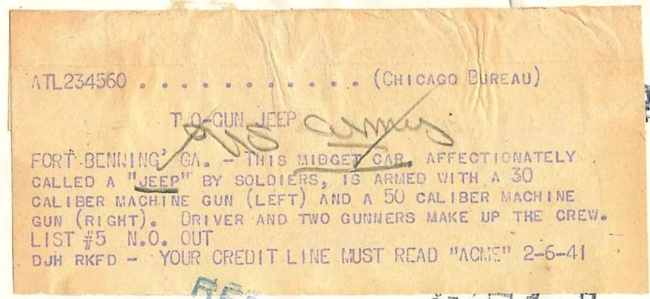 ATL234560 . . . . . . . . . . . . (CHICAGO BUREAU)
T O-GUN JEEP
FORT BENNING' GA. - THIS MIDGET CAR, AFFECTIONATELY
CALLED A "JEEP" BY SOLDIERS, IS ARMED WITH A 30
CALIBER MACHINE GUN (LEFT) AND A 50 CALIBER MACHINE
GUN (RIGHT). DRIVER AND TWO GUNNERS MAKE UP THE CREW.
LIST #5 N.O. OUT
DJH RKFD - YOUR CREDIT LINE MUST READ "ACME" 2-6-41